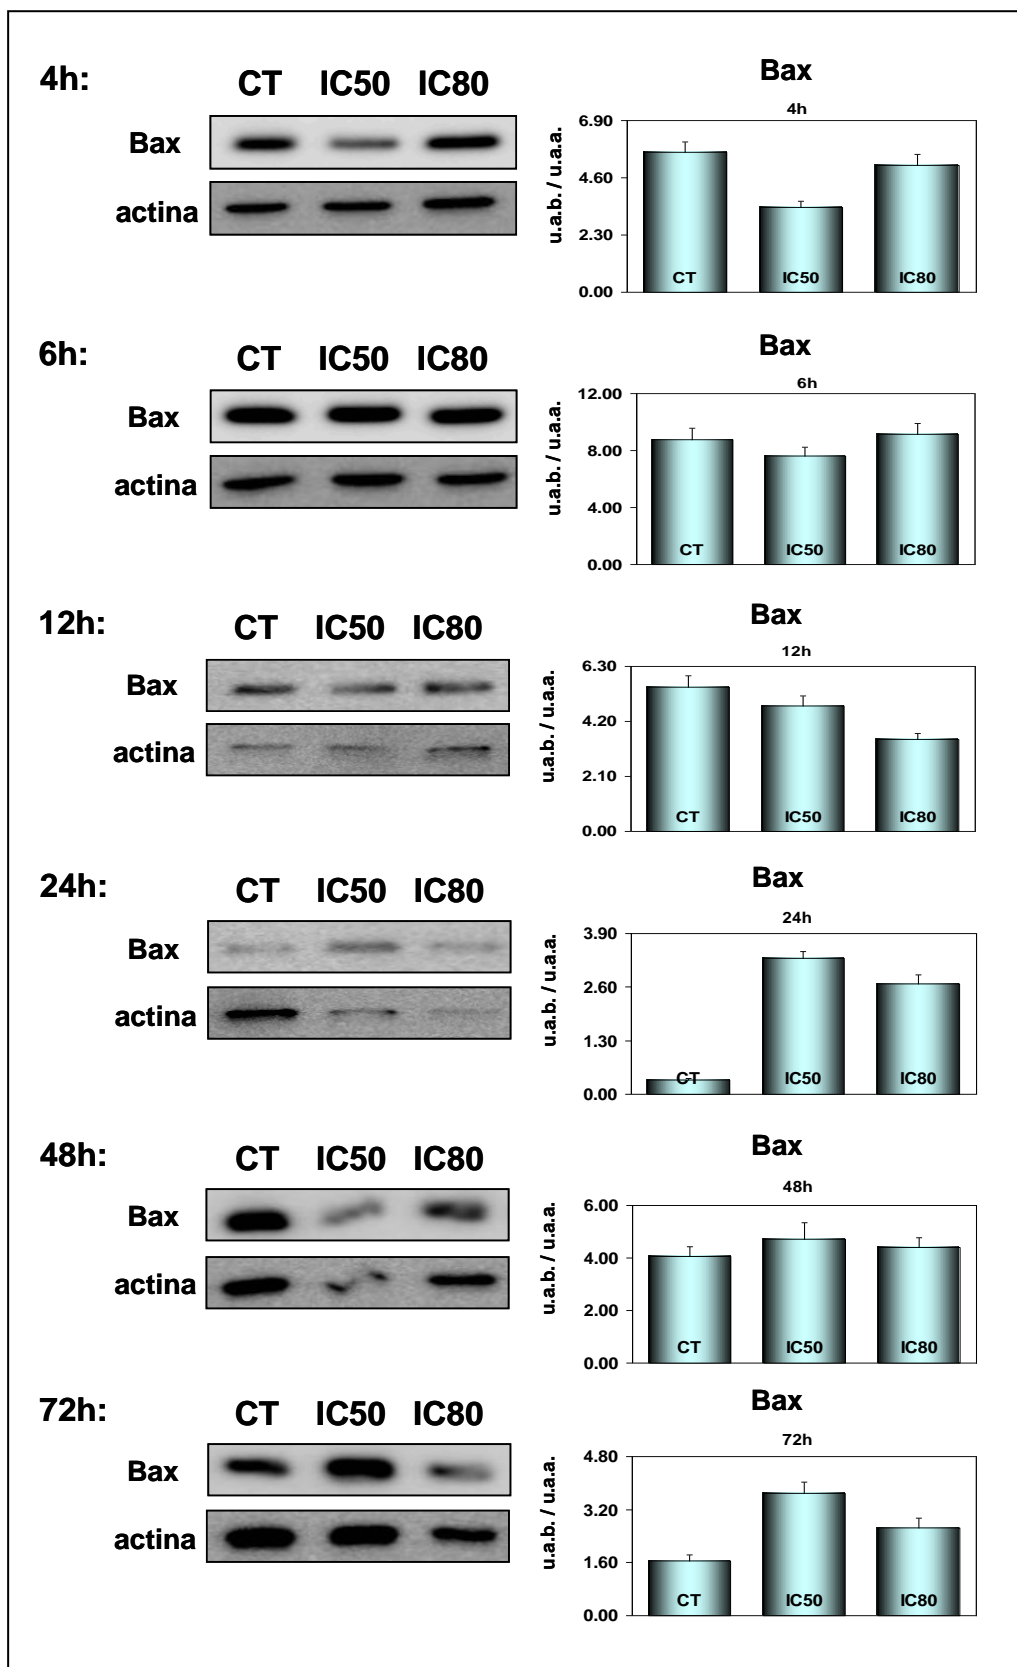 4h:
CT IC50 IC80
Bax
actina
Bax
4h
u.a.b. / u.a.a.
6.90
4.60
2.30
0.00
CT IC50 IC80
6h:
CT IC50 IC80
Bax
actina
Bax
6h
u.a.b. / u.a.a.
12.00
8.00
4.00
0.00
CT IC50 IC80
12h:
CT IC50 IC80
Bax
actina
Bax
12h
u.a.b. / u.a.a.
6.30
4.20
2.10
0.00
CT IC50 IC80
24h:
CT IC50 IC80
Bax
actina
Bax
24h
u.a.b. / u.a.a.
3.90
2.60
1.30
0.00
CT IC50 IC80
48h:
CT IC50 IC80
Bax
actina
Bax
48h
u.a.b. / u.a.a.
6.00
4.00
2.00
0.00
CT IC50 IC80
72h:
CT IC50 IC80
Bax
actina
Bax
72h
u.a.b. / u.a.a.
4.80
3.20
1.60
0.00
CT IC50 IC80